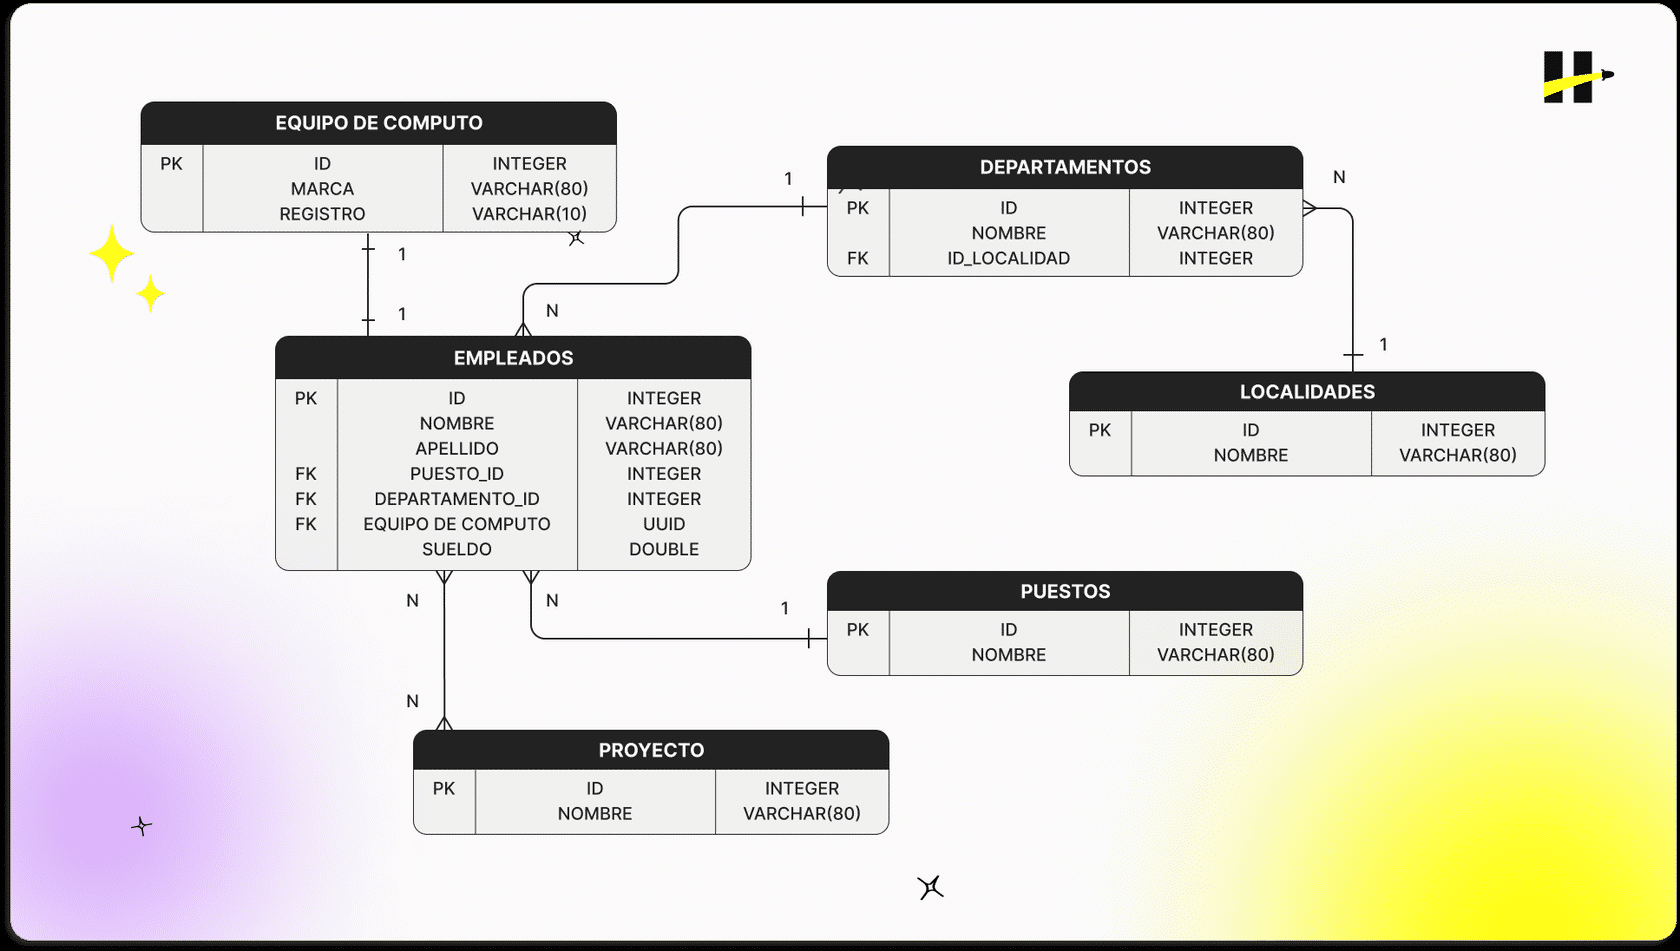 EQUIPO DE COMPUTO
PK ID INTEGER
MARCA VARCHAR(80)
REGISTRO VARCHAR(10)
1
1
DEPARTAMENTOS
PK ID INTEGER
NOMBRE VARCHAR(80)
FK ID_LOCALIDAD INTEGER
1
N
N
1
EMPLEADOS
PK ID INTEGER
NOMBRE VARCHAR(80)
APELLIDO VARCHAR(80)
FK PUESTO_ID INTEGER
FK DEPARTAMENTO_ID INTEGER
FK EQUIPO DE COMPUTO UUID
SUELDO DOUBLE
LOCALIDADES
PK ID INTEGER
NOMBRE VARCHAR(80)
N
N
1
PUESTOS
PK ID INTEGER
NOMBRE VARCHAR(80)
N
PROYECTO
PK ID INTEGER
NOMBRE VARCHAR(80)
H